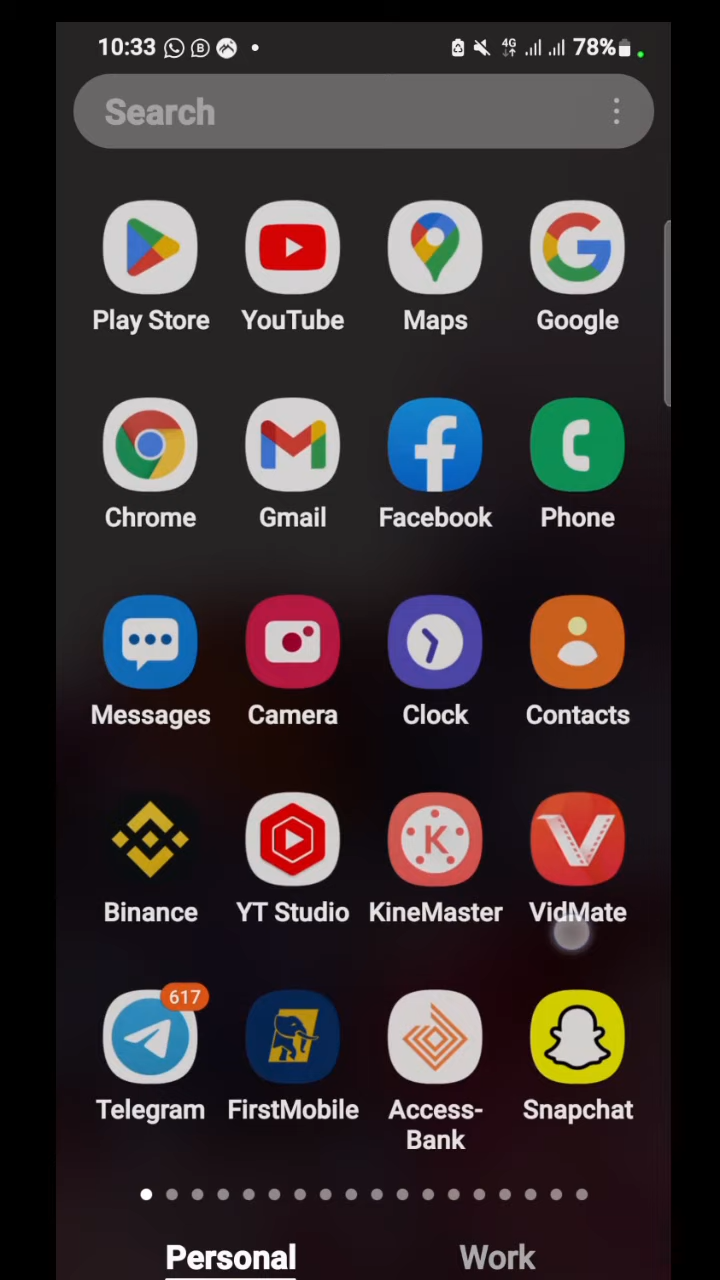 10:33 4G 78%
Search
Play Store YouTube Maps Google
Chrome Gmail Facebook Phone
Messages Camera Clock Contacts
K
Binance YT Studio KineMaster VidMate
617
Telegram FirstMobile Access-
Bank Snapchat
Personal Work